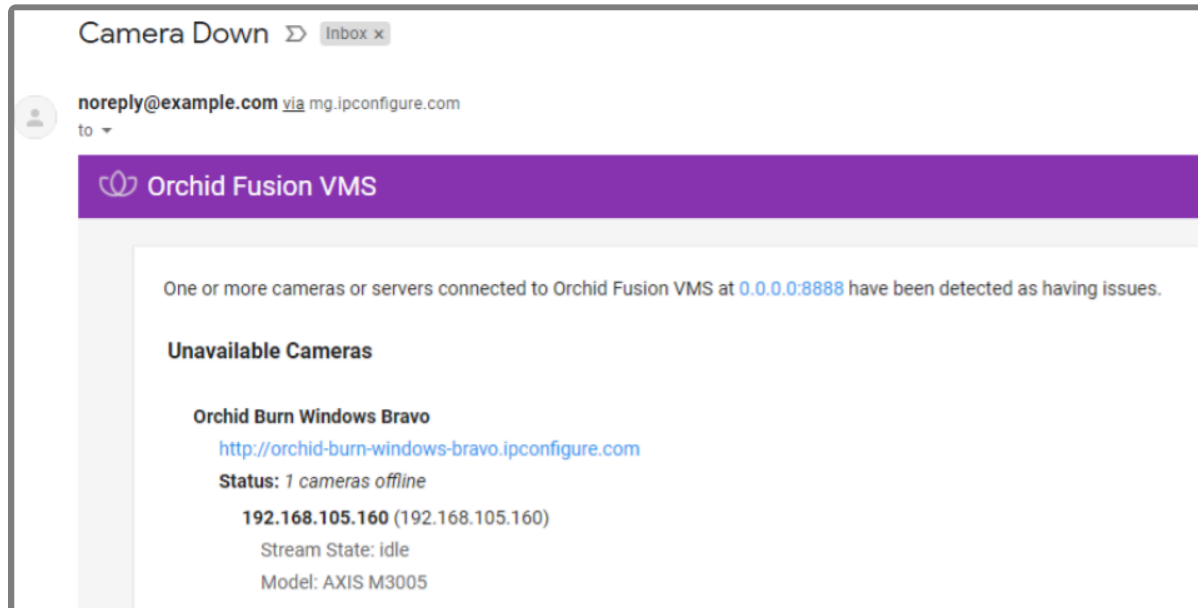 Camera Down Inbox x
noreply@example.com via mg.ipconfigure.com
to
Orchid Fusion VMS
One or more cameras or servers connected to Orchid Fusion VMS at 0.0.0.0:8888 have been detected as having issues.
Unavailable Cameras
Orchid Burn Windows Bravo
http://orchid-burn-windows-bravo.ipconfigure.com
Status: 1 cameras offline
192.168.105.160 (192.168.105.160)
Stream State: idle
Model: AXIS M3005